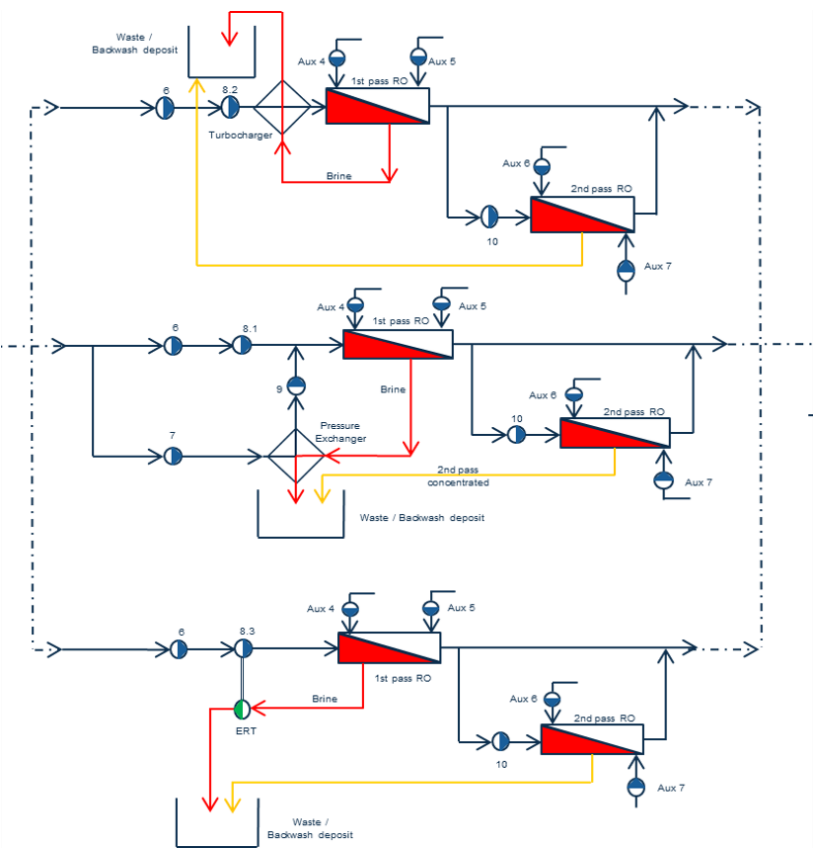 Waste /
Backwash deposit
Aux 4
Aux 5
6
8.2
1st pass RO
Turbocharger
Brine
Aux 6
2nd pass RO
10
Aux 7
Aux 4
Aux 5
6
8.1
1st pass RO
9
Brine
Aux 6
2nd pass RO
10
7
Pressure
Exchanger
2nd pass
concentrated
Aux 7
Waste / Backwash deposit
Aux 4
Aux 5
6
8.3
1st pass RO
Brine
ERT
Aux 6
2nd pass RO
10
Aux 7
Waste /
Backwash deposit